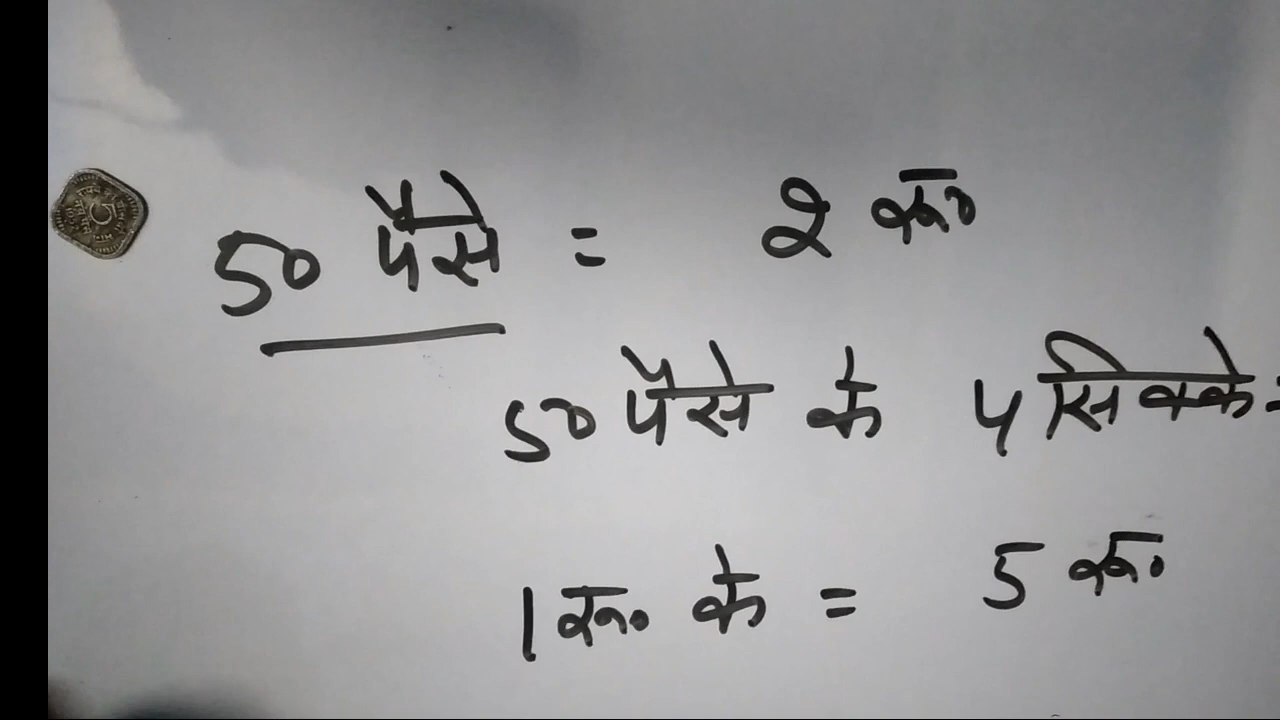 50 पैसे = 2 रू०
50 पैसे के 4 सिक्के =
1 रू० के = 5 रू०